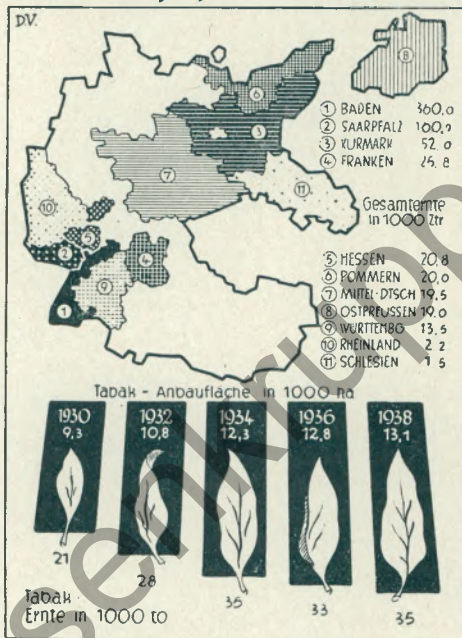 D.V.
① BADEN 360,0
② SAARPFALZ 100,0
③ KURMARK 52,0
④ FRANKEN 25,8
Gesamternte
in 1000 Ztr
⑤ HESSEN 20,8
⑥ POMMERN 20,0
⑦ MITTEL-DTSCH 19,5
⑧ OSTPREUSSEN 19,0
⑨ WÜRTTEMBG 13,5
⑩ RHEINLAND 2,2
⑪ SCHLESIEN 1,5
8
6
3
7
11
10
5
2
4
9
1
Tabak - Anbaufläche in 1000 ha
1930 1932 1934 1936 1938
9,3 10,8 12,3 12,8 13,1
21 28 35 33 35
Tabak
Ernte in 1000 to